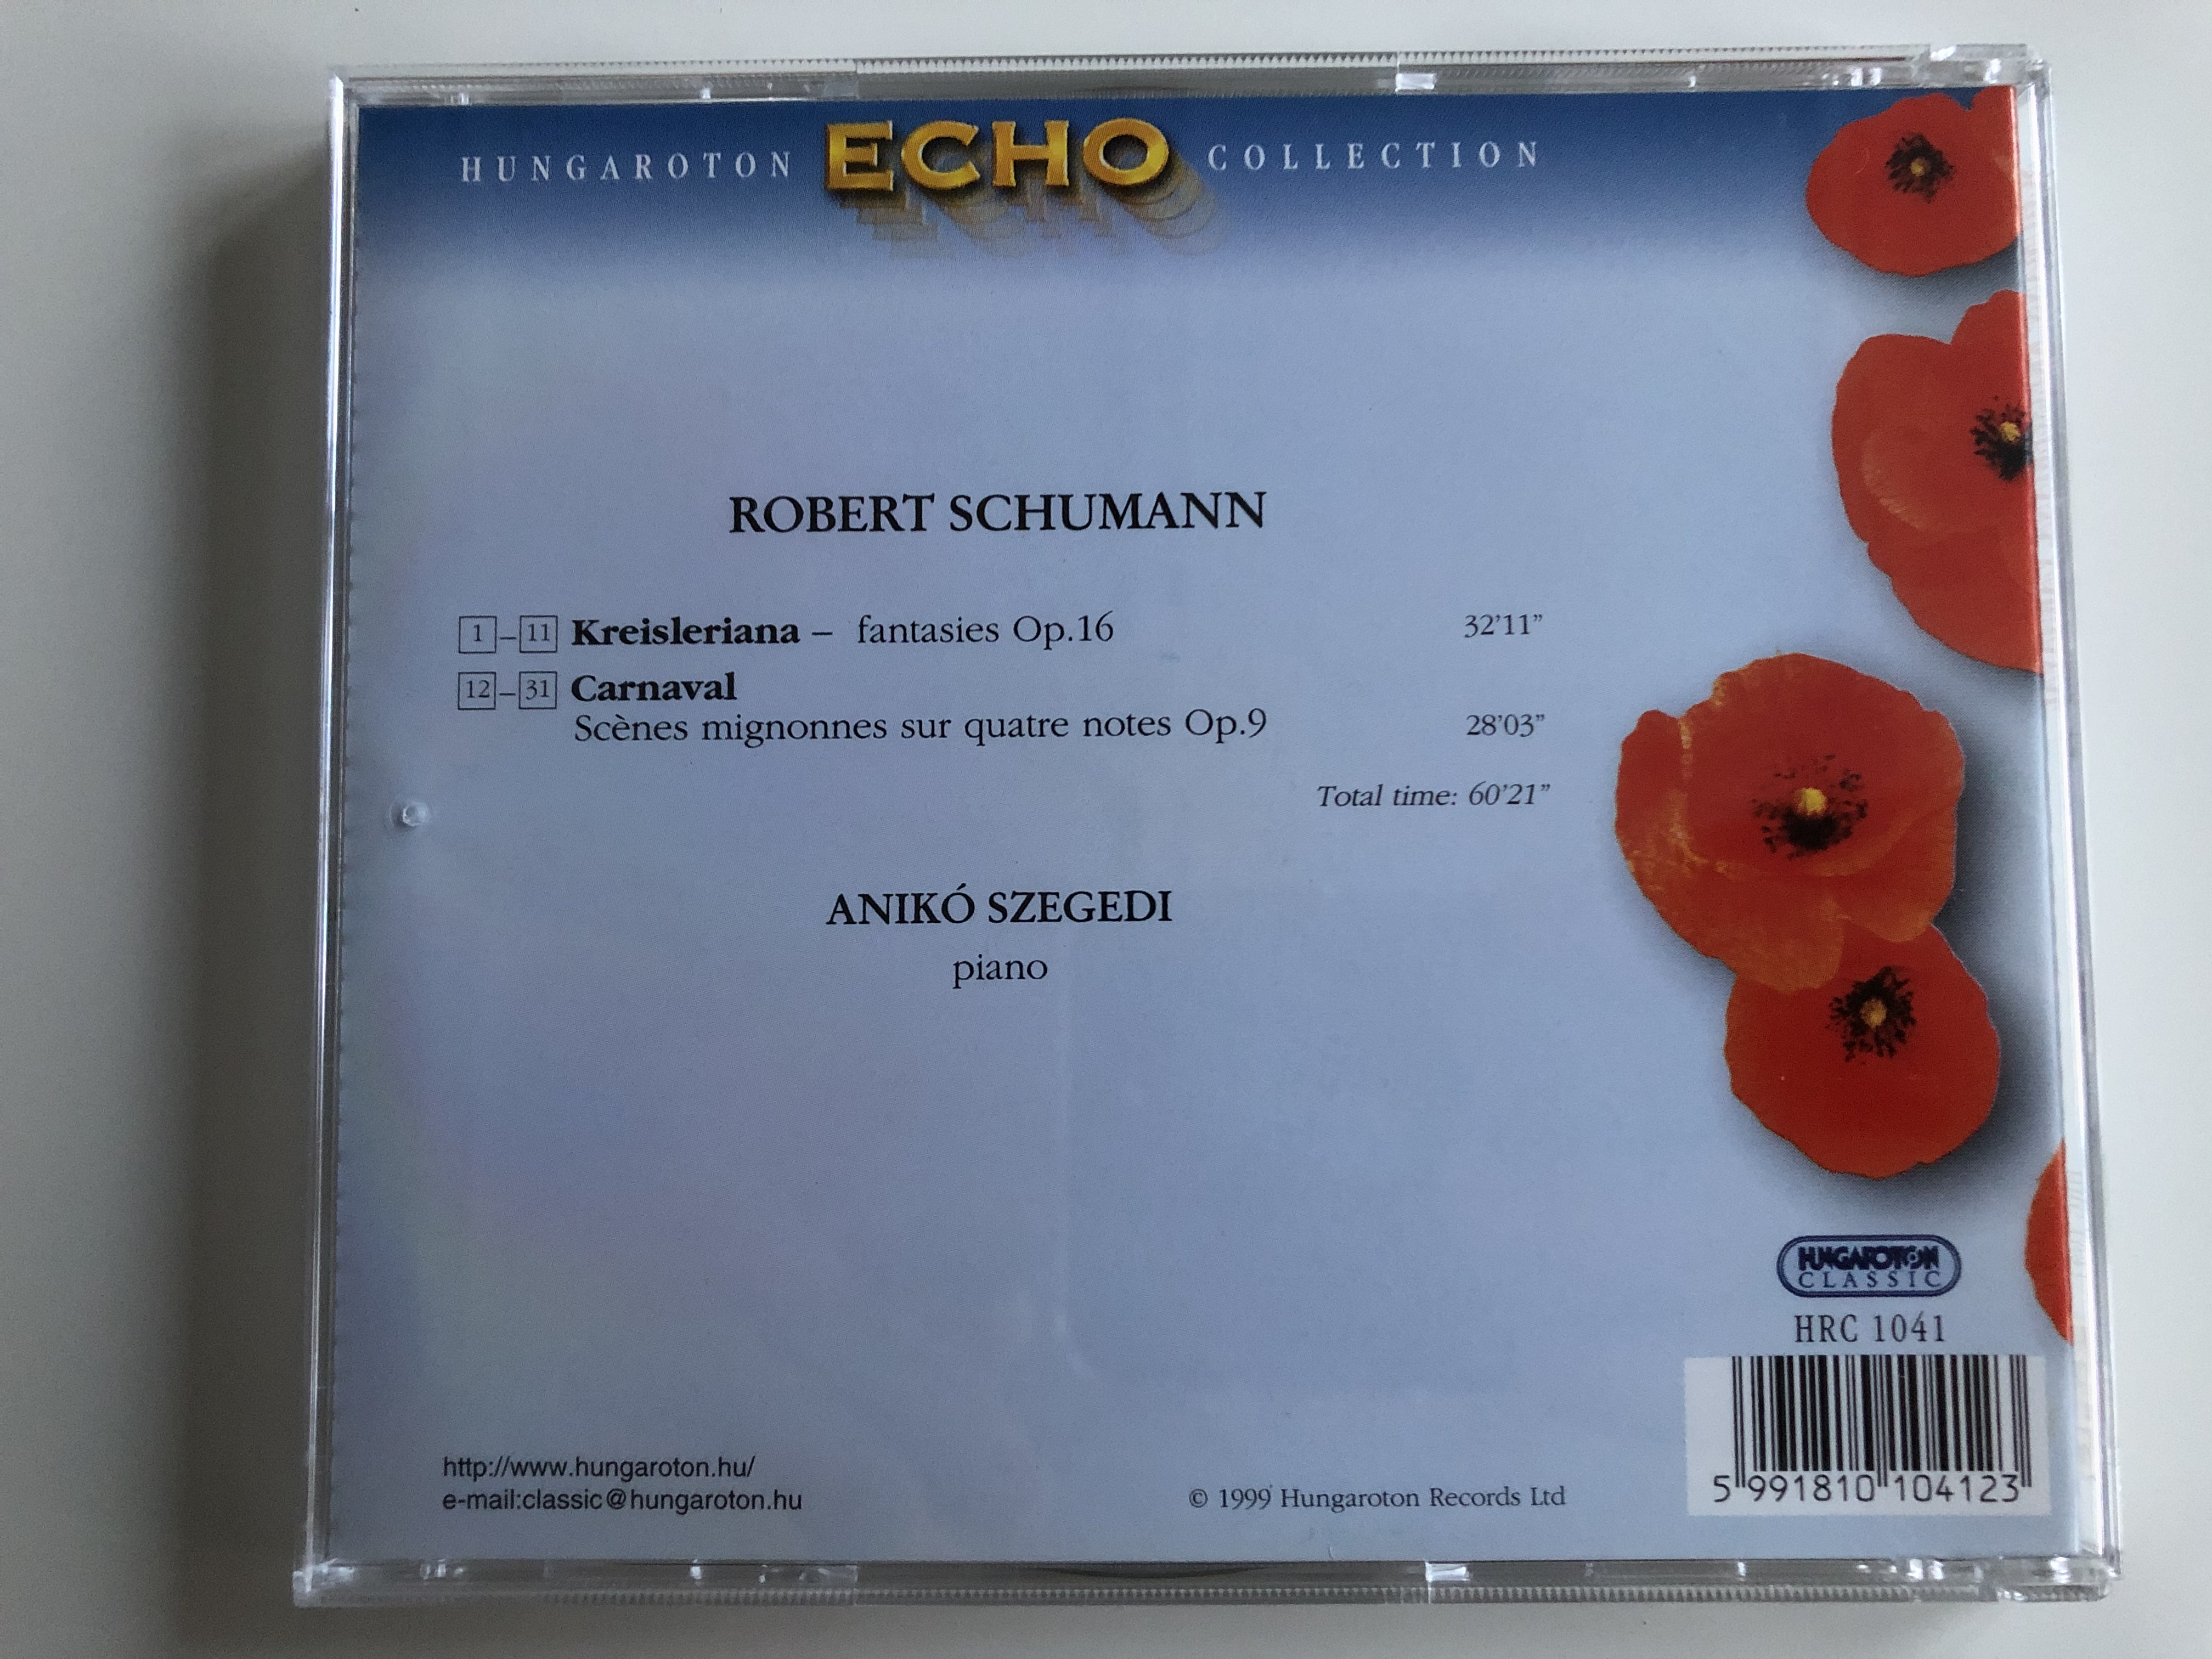 HUNGAROTON ECHO COLLECTION
ROBERT SCHUMANN
1 – 11 Kreisleriana – fantasies Op.16 32'11”
12 – 31 Carnaval
Scènes mignonnes sur quatre notes Op.9 28'03”
Total time: 60'21”
ANIKÓ SZEGEDI
piano
HUNGAROTON
CLASSIC
HRC 1041
http://www.hungaroton.hu/
e-mail:classic@hungaroton.hu
© 1999 Hungaroton Records Ltd
5 991810 104123